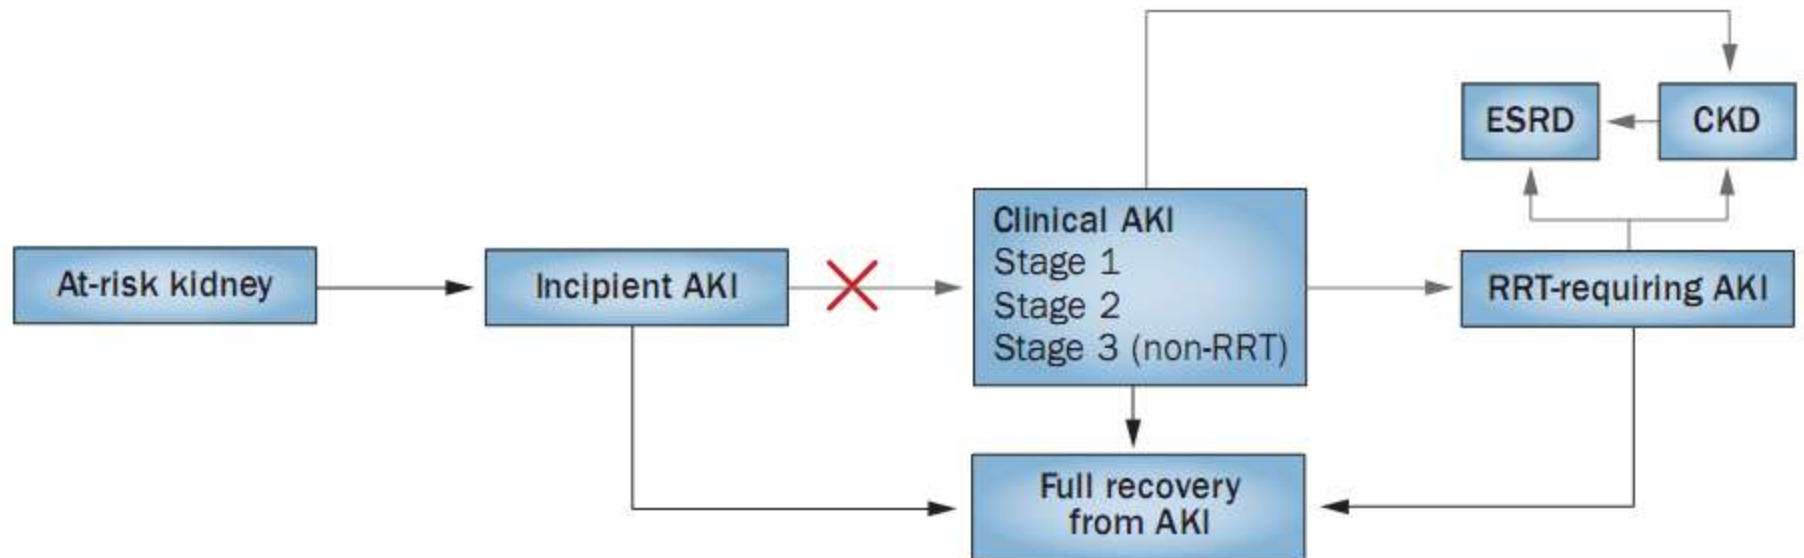 At-risk kidney
Incipient AKI
Clinical AKI
Stage 1
Stage 2
Stage 3 (non-RRT)
ESRD
CKD
RRT-requiring AKI
Full recovery
from AKI